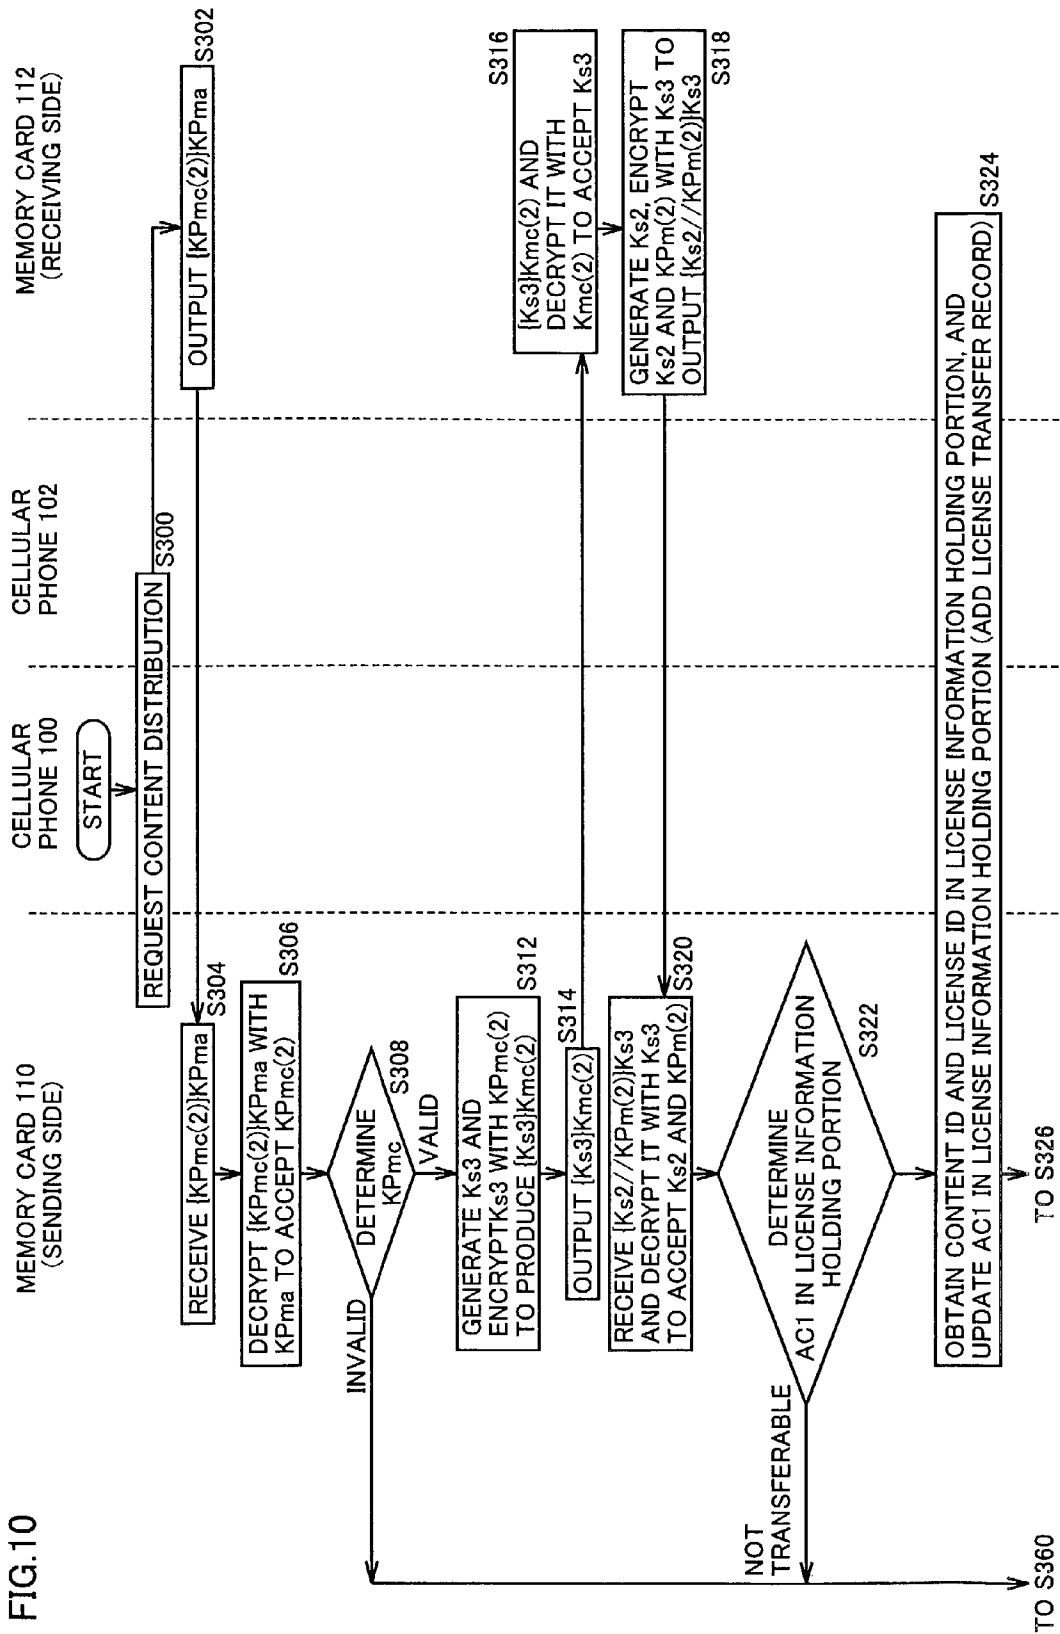 FIG.10
MEMORY CARD 110
(SENDING SIDE)
CELLULAR
PHONE 100
CELLULAR
PHONE 102
MEMORY CARD 112
(RECEIVING SIDE)
START
REQUEST CONTENT DISTRIBUTION
S300
OUTPUT {KPmc(2)}KPma
S302
RECEIVE {KPmc(2)}KPma
S304
DECRYPT {KPmc(2)}KPma WITH
KPma TO ACCEPT KPmc(2)
S306
DETERMINE
KPmc
S308
INVALID
VALID
GENERATE Ks3 AND
ENCRYPTKs3 WITH KPmc(2)
TO PRODUCE {Ks3}Kmc(2)
S312
OUTPUT {Ks3}Kmc(2)
S314
{Ks3}Kmc(2) AND
DECRYPT IT WITH
Kmc(2) TO ACCEPT Ks3
S316
GENERATE Ks2, ENCRYPT
Ks2 AND KPm(2) WITH Ks3 TO
OUTPUT {Ks2//KPm(2)}Ks3
S318
RECEIVE {Ks2//KPm(2)}Ks3
AND DECRYPT IT WITH Ks3
TO ACCEPT Ks2 AND KPm(2)
S320
DETERMINE
AC1 IN LICENSE INFORMATION
HOLDING PORTION
S322
NOT
TRANSFERABLE
OBTAIN CONTENT ID AND LICENSE ID IN LICENSE INFORMATION HOLDING PORTION, AND
UPDATE AC1 IN LICENSE INFORMATION HOLDING PORTION (ADD LICENSE TRANSFER RECORD)
S324
TO S360
TO S326